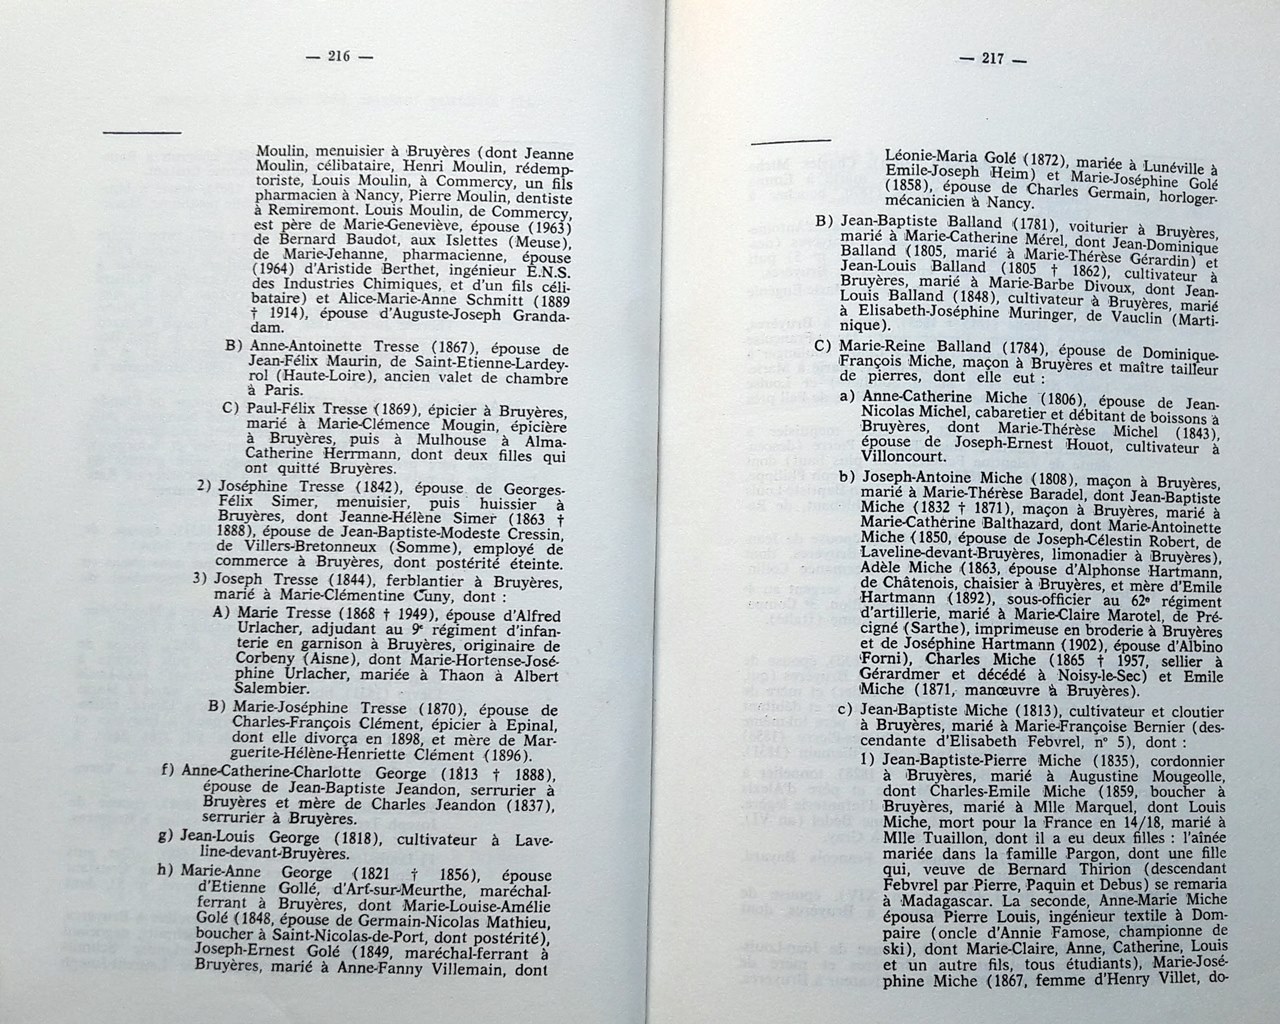 — 216 —
Moulin, menuisier à Bruyères (dont Jeanne
Moulin, célibataire, Henri Moulin, rédemp-
toriste, Louis Moulin, à Commercy, un fils
pharmacien à Nancy, Pierre Moulin, dentiste
à Remiremont. Louis Moulin, de Commercy,
est père de Marie-Geneviève, épouse (1963)
de Bernard Baudot, aux Islettes (Meuse),
de Marie-Jehanne, pharmacienne, épouse
(1964) d'Aristide Berthet, ingénieur E.N.S.
des Industries Chimiques, et d'un fils céli-
bataire) et Alice-Marie-Anne Schmitt (1889
† 1914), épouse d'Auguste-Joseph Granda-
dam.
B) Anne-Antoinette Tresse (1867), épouse de
Jean-Félix Maurin, de Saint-Etienne-Lardey-
rol (Haute-Loire), ancien valet de chambre
à Paris.
C) Paul-Félix Tresse (1869), épicier à Bruyères,
marié à Marie-Clémence Mougin, épicière
à Bruyères, puis à Mulhouse à Alma-
Catherine Herrmann, dont deux filles qui
ont quitté Bruyères.
2) Joséphine Tresse (1842), épouse de Georges-
Félix Simer, menuisier, puis huissier à
Bruyères, dont Jeanne-Hélène Simer (1863 †
1888), épouse de Jean-Baptiste-Modeste Cressin,
de Villers-Bretonneux (Somme), employé de
commerce à Bruyères, dont postérité éteinte.
3) Joseph Tresse (1844), ferblantier à Bruyères,
marié à Marie-Clémentine Cuny, dont :
A) Marie Tresse (1868 † 1949), épouse d'Alfred
Urlacher, adjudant au 9e régiment d'infan-
terie en garnison à Bruyères, originaire de
Corbeny (Aisne), dont Marie-Hortense-José-
phine Urlacher, mariée à Thaon à Albert
Salembier.
B) Marie-Joséphine Tresse (1870), épouse de
Charles-François Clément, épicier à Epinal,
dont elle divorça en 1898, et mère de Mar-
guerite-Hélène-Henriette Clément (1896).
f) Anne-Catherine-Charlotte George (1813 † 1888),
épouse de Jean-Baptiste Jeandon, serrurier à
Bruyères et mère de Charles Jeandon (1837),
serrurier à Bruyères.
g) Jean-Louis George (1818), cultivateur à Lave-
line-devant-Bruyères.
h) Marie-Anne George (1821 † 1856), épouse
d'Etienne Gollé, d'Art-sur-Meurthe, maréchal-
ferrant à Bruyères, dont Marie-Louise-Amélie
Golé (1848, épouse de Germain-Nicolas Mathieu,
boucher à Saint-Nicolas-de-Port, dont postérité),
Joseph-Ernest Golé (1849, maréchal-ferrant à
Bruyères, marié à Anne-Fanny Villemain, dont
— 217 —
Léonie-Maria Golé (1872), mariée à Lunéville à
Emile-Joseph Heim) et Marie-Joséphine Golé
(1858), épouse de Charles Germain, horloger-
mécanicien à Nancy.
B) Jean-Baptiste Balland (1781), voiturier à Bruyères,
marié à Marie-Catherine Mérel, dont Jean-Dominique
Balland (1805, marié à Marie-Thérèse Gérardin) et
Jean-Louis Balland (1805 † 1862), cultivateur à
Bruyères, marié à Marie-Barbe Divoux, dont Jean-
Louis Balland (1848), cultivateur à Bruyères, marié
à Elisabeth-Joséphine Muringer, de Vauclin (Marti-
nique).
C) Marie-Reine Balland (1784), épouse de Dominique-
François Miche, maçon à Bruyères et maître tailleur
de pierres, dont elle eut :
a) Anne-Catherine Miche (1806), épouse de Jean-
Nicolas Michel, cabaretier et débitant de boissons à
Bruyères, dont Marie-Thérèse Michel (1843),
épouse de Joseph-Ernest Houot, cultivateur à
Villoncourt.
b) Joseph-Antoine Miche (1808), maçon à Bruyères,
marié à Marie-Thérèse Baradel, dont Jean-Baptiste
Miche (1832 † 1871), maçon à Bruyères, marié à
Marie-Catherine Balthazard, dont Marie-Antoinette
Miche (1850, épouse de Joseph-Célestin Robert, de
Laveline-devant-Bruyères, limonadier à Bruyères),
Adèle Miche (1863, épouse d'Alphonse Hartmann,
de Châtenois, chaisier à Bruyères, et mère d'Emile
Hartmann (1892), sous-officier au 62e régiment
d'artillerie, marié à Marie-Claire Marotel, de Pré-
cigné (Sarthe), imprimeuse en broderie à Bruyères
et de Joséphine Hartmann (1902), épouse d'Albino
Forni), Charles Miche (1865 † 1957, sellier à
Gérardmer et décédé à Noisy-le-Sec) et Emile
Miche (1871, manœuvre à Bruyères).
c) Jean-Baptiste Miche (1813), cultivateur et cloutier
à Bruyères, marié à Marie-Françoise Bernier (des-
cendante d'Elisabeth Febvrel, n° 5), dont :
1) Jean-Baptiste-Pierre Miche (1835), cordonnier
à Bruyères, marié à Augustine Mougeolle,
dont Charles-Emile Miche (1859, boucher à
Bruyères, marié à Mlle Marquel, dont Louis
Miche, mort pour la France en 14/18, marié à
Mlle Tuaillon, dont il a eu deux filles : l'aînée
mariée dans la famille Pargon, dont une fille
qui, veuve de Bernard Thirion (descendant
Febvrel par Pierre, Paquin et Debus) se remaria
à Madagascar. La seconde, Anne-Marie Miche
épousa Pierre Louis, ingénieur textile à Dom-
paire (oncle d'Annie Famose, championne de
ski), dont Marie-Claire, Anne, Catherine, Louis
et un autre fils, tous étudiants), Marie-José-
phine Miche (1867, femme d'Henry Villet, do-